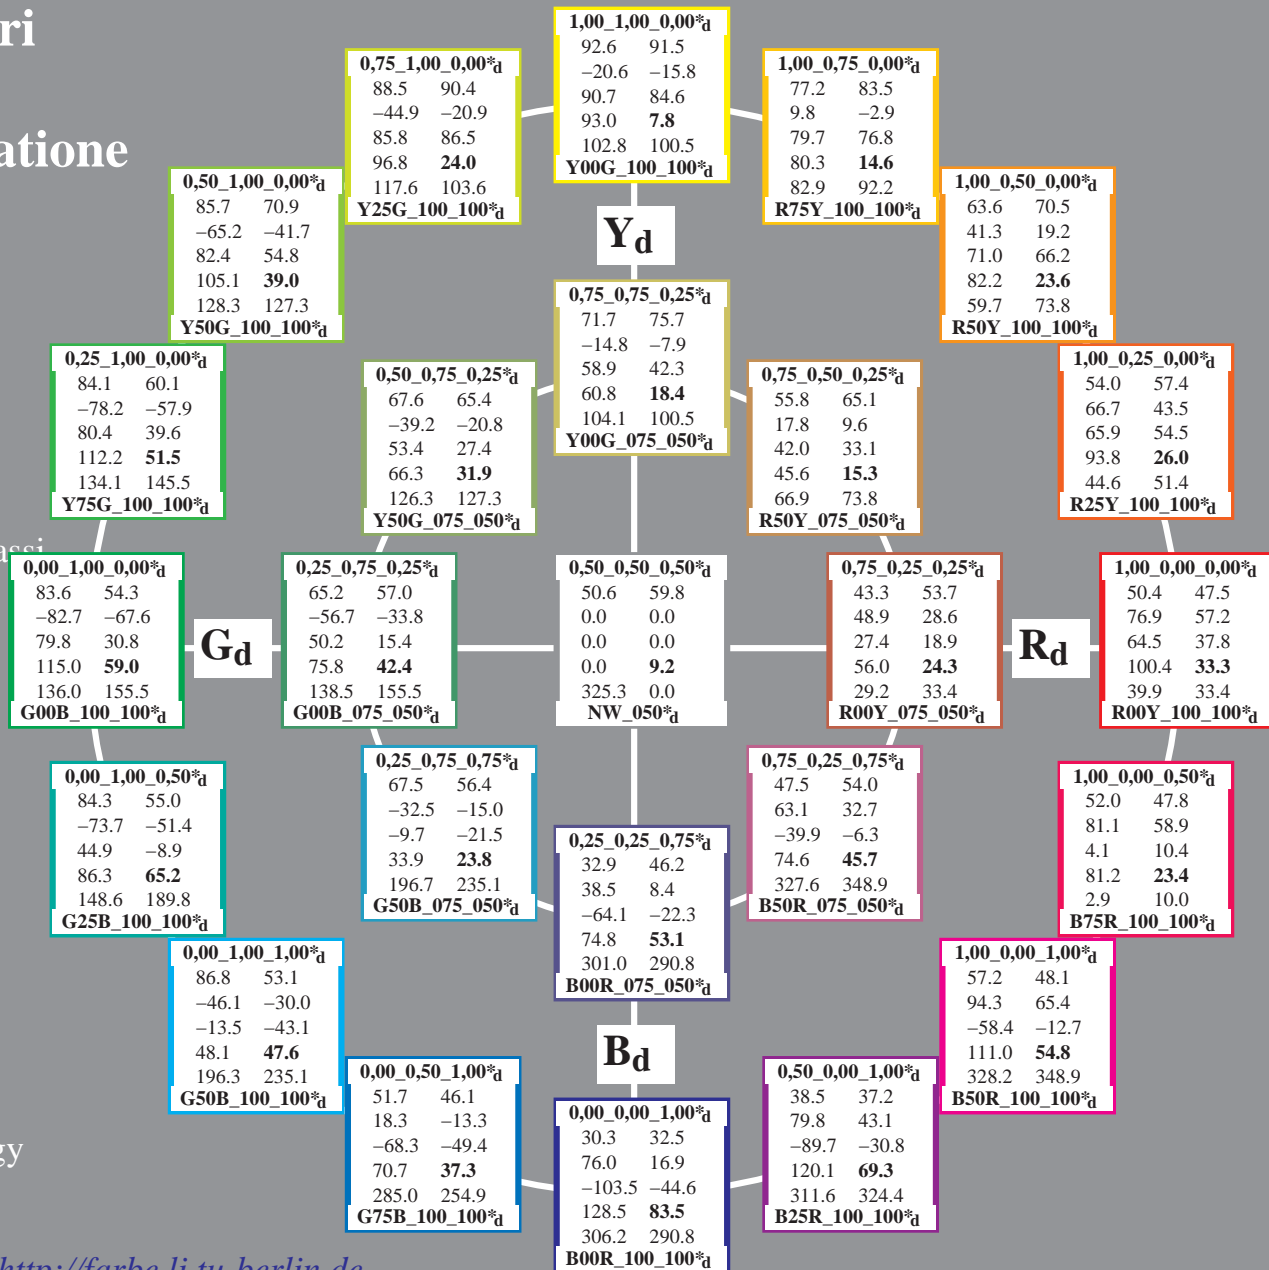 ri
atione
1,00_1,00_0,00*d
92.6 91.5
−20.6 −15.8
90.7 84.6
93.0 7.8
102.8 100.5
Y00G_100_100*d
0,75_1,00_0,00*d
88.5 90.4
−44.9 −20.9
85.8 86.5
96.8 24.0
117.6 103.6
Y25G_100_100*d
1,00_0,75_0,00*d
77.2 83.5
9.8 −2.9
79.7 76.8
80.3 14.6
82.9 92.2
R75Y_100_100*d
0,50_1,00_0,00*d
85.7 70.9
−65.2 −41.7
82.4 54.8
105.1 39.0
128.3 127.3
Y50G_100_100*d
1,00_0,50_0,00*d
63.6 70.5
41.3 19.2
71.0 66.2
82.2 23.6
59.7 73.8
R50Y_100_100*d
Yd
0,75_0,75_0,25*d
71.7 75.7
−14.8 −7.9
58.9 42.3
60.8 18.4
104.1 100.5
Y00G_075_050*d
0,25_1,00_0,00*d
84.1 60.1
−78.2 −57.9
80.4 39.6
112.2 51.5
134.1 145.5
Y75G_100_100*d
0,50_0,75_0,25*d
67.6 65.4
−39.2 −20.8
53.4 27.4
66.3 31.9
126.3 127.3
Y50G_075_050*d
0,75_0,50_0,25*d
55.8 65.1
17.8 9.6
42.0 33.1
45.6 15.3
66.9 73.8
R50Y_075_050*d
1,00_0,25_0,00*d
54.0 57.4
66.7 43.5
65.9 54.5
93.8 26.0
44.6 51.4
R25Y_100_100*d
assi
0,00_1,00_0,00*d
83.6 54.3
−82.7 −67.6
79.8 30.8
115.0 59.0
136.0 155.5
G00B_100_100*d
Gd
0,25_0,75_0,25*d
65.2 57.0
−56.7 −33.8
50.2 15.4
75.8 42.4
138.5 155.5
G00B_075_050*d
0,50_0,50_0,50*d
50.6 59.8
0.0 0.0
0.0 0.0
0.0 9.2
325.3 0.0
NW_050*d
0,75_0,25_0,25*d
43.3 53.7
48.9 28.6
27.4 18.9
56.0 24.3
29.2 33.4
R00Y_075_050*d
Rd
1,00_0,00_0,00*d
50.4 47.5
76.9 57.2
64.5 37.8
100.4 33.3
39.9 33.4
R00Y_100_100*d
0,00_1,00_0,50*d
84.3 55.0
−73.7 −51.4
44.9 −8.9
86.3 65.2
148.6 189.8
G25B_100_100*d
0,25_0,75_0,75*d
67.5 56.4
−32.5 −15.0
−9.7 −21.5
33.9 23.8
196.7 235.1
G50B_075_050*d
0,75_0,25_0,75*d
47.5 54.0
63.1 32.7
−39.9 −6.3
74.6 45.7
327.6 348.9
B50R_075_050*d
1,00_0,00_0,50*d
52.0 47.8
81.1 58.9
4.1 10.4
81.2 23.4
2.9 10.0
B75R_100_100*d
0,25_0,25_0,75*d
32.9 46.2
38.5 8.4
−64.1 −22.3
74.8 53.1
301.0 290.8
B00R_075_050*d
0,00_1,00_1,00*d
86.8 53.1
−46.1 −30.0
−13.5 −43.1
48.1 47.6
196.3 235.1
G50B_100_100*d
1,00_0,00_1,00*d
57.2 48.1
94.3 65.4
−58.4 −12.7
111.0 54.8
328.2 348.9
B50R_100_100*d
Bd
0,00_0,50_1,00*d
51.7 46.1
18.3 −13.3
−68.3 −49.4
70.7 37.3
285.0 254.9
G75B_100_100*d
0,50_0,00_1,00*d
38.5 37.2
79.8 43.1
−89.7 −30.8
120.1 69.3
311.6 324.4
B25R_100_100*d
0,00_0,00_1,00*d
30.3 32.5
76.0 16.9
−103.5 −44.6
128.5 83.5
306.2 290.8
B00R_100_100*d
gy
http://farbe.li.tu-berlin.de